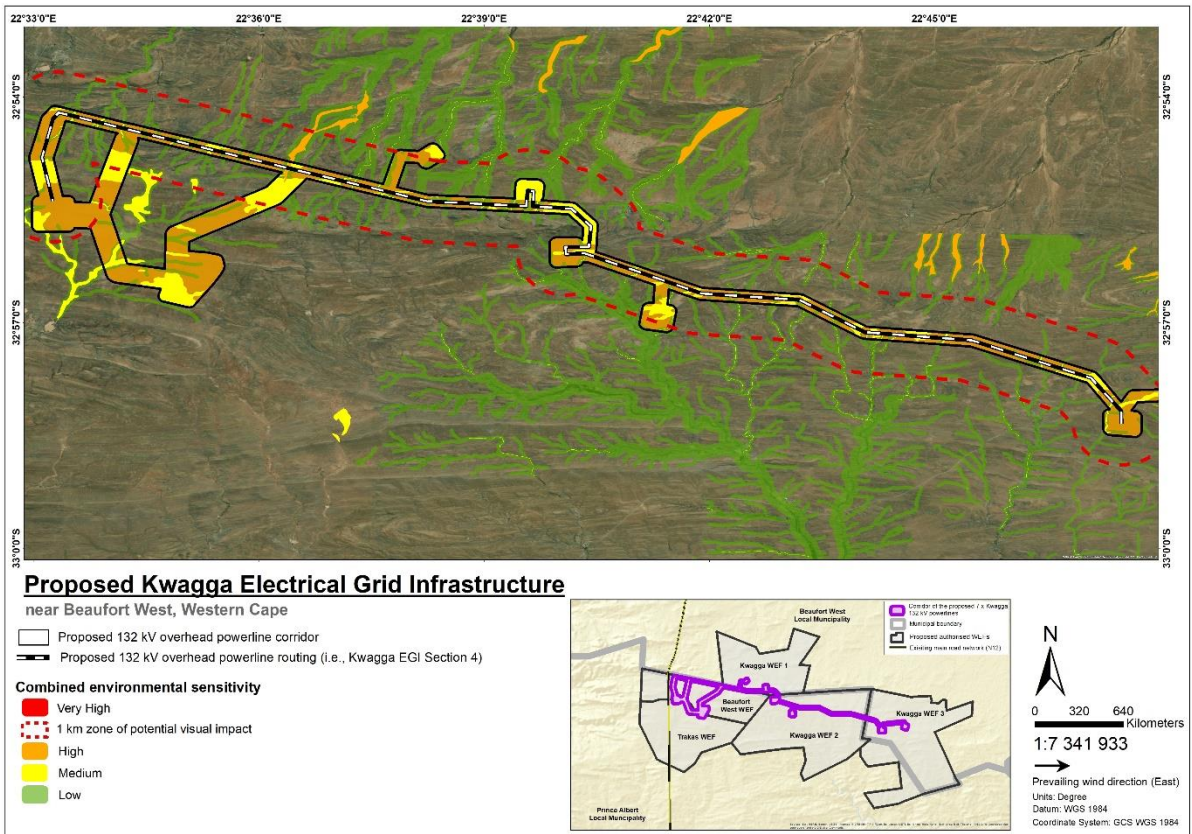 22°33'0"E 22°36'0"E 22°39'0"E 22°42'0"E 22°45'0"E
32°54'0"S 32°54'0"S
32°57'0"S 32°57'0"S
33°0'0"S 33°0'0"S
Proposed Kwagga Electrical Grid Infrastructure
near Beaufort West, Western Cape
Proposed 132 kV overhead powerline corridor
Proposed 132 kV overhead powerline routing (i.e., Kwagga EGI Section 4)
Combined environmental sensitivity
Very High
1 km zone of potential visual impact
High
Medium
Low
Beaufort West
Local Municipality
Corridor of the proposed 7 x Kwagga
132 kV powerlines
Municipal boundary
Proposed authorised WEFs
Existing main road network (N12)
Kwagga WEF 1
Beaufort
West WEF
Kwagga WEF 3
Trakas WEF
Kwagga WEF 2
Prince Albert
Local Municipality
N
0 320 640
Kilometers
1:7 341 933
Prevailing wind direction (East)
Units: Degree
Datum: WGS 1984
Coordinate System: GCS WGS 1984